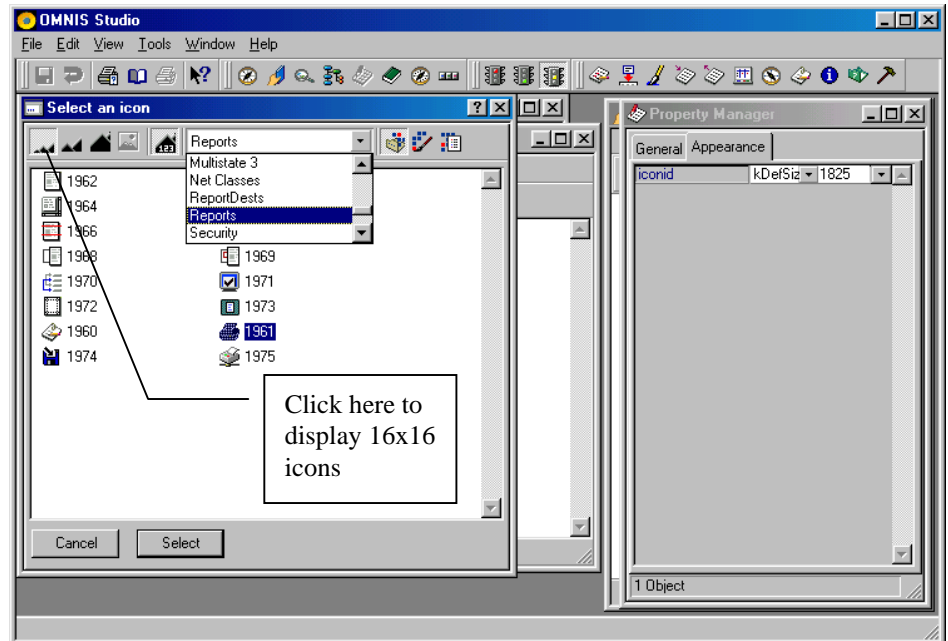 OMNIS Studio
File Edit View Tools Window Help
Select an icon
Reports
Multistate 3
Net Classes
ReportDests
Reports
Security
1962
1964
1966
1968 1969
1970 1971
1972 1973
1960 1961
1974 1975
Click here to
display 16x16
icons
Cancel Select
Property Manager
General Appearance
iconid kDefSiz 1825
1 Object